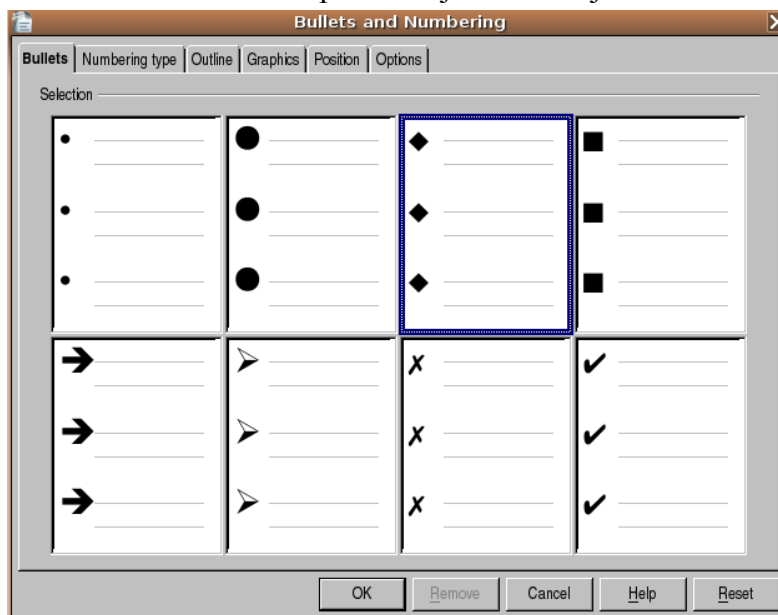 Bullets and Numbering
Bullets Numbering type Outline Graphics Position Options
Selection
OK Remove Cancel Help Reset